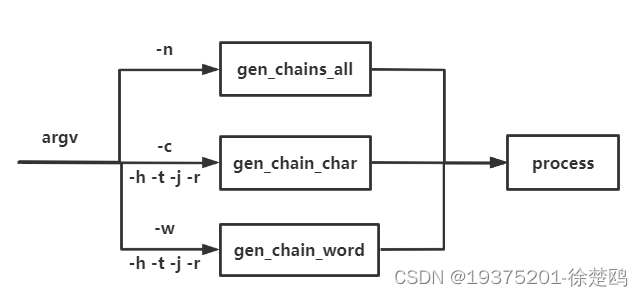 -n
gen_chains_all
argv
-c
-h -t -j -r
gen_chain_char
process
-w
-h -t -j -r
gen_chain_word
CSDN @19375201-徐楚鸥